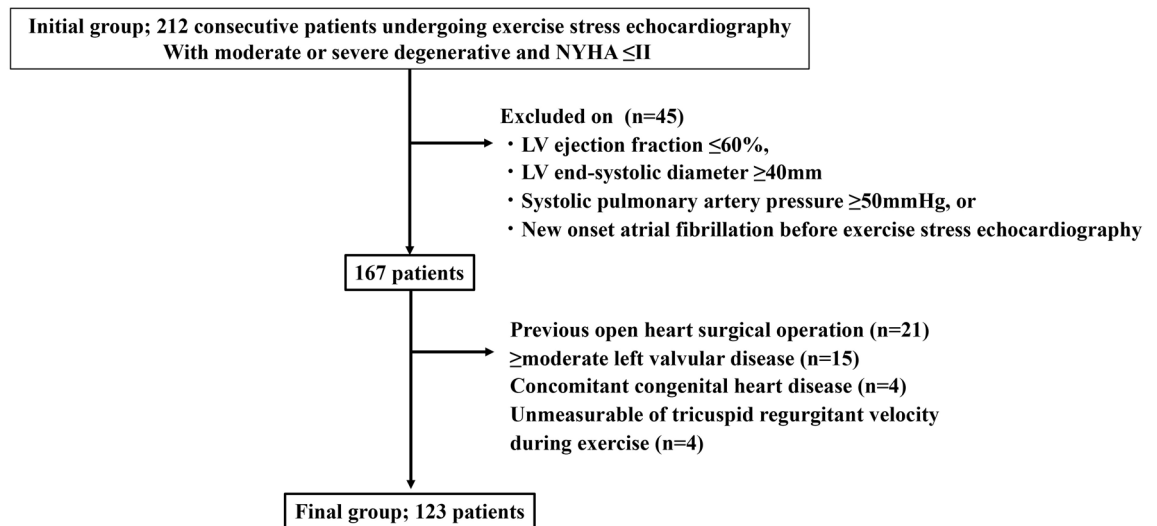 Initial group; 212 consecutive patients undergoing exercise stress echocardiography
With moderate or severe degenerative and NYHA ≤II
Excluded on (n=45)
・LV ejection fraction ≤60%,
・LV end-systolic diameter ≥40mm
・Systolic pulmonary artery pressure ≥50mmHg, or
・New onset atrial fibrillation before exercise stress echocardiography
167 patients
Previous open heart surgical operation (n=21)
≥moderate left valvular disease (n=15)
Concomitant congenital heart disease (n=4)
Unmeasurable of tricuspid regurgitant velocity
during exercise (n=4)
Final group; 123 patients